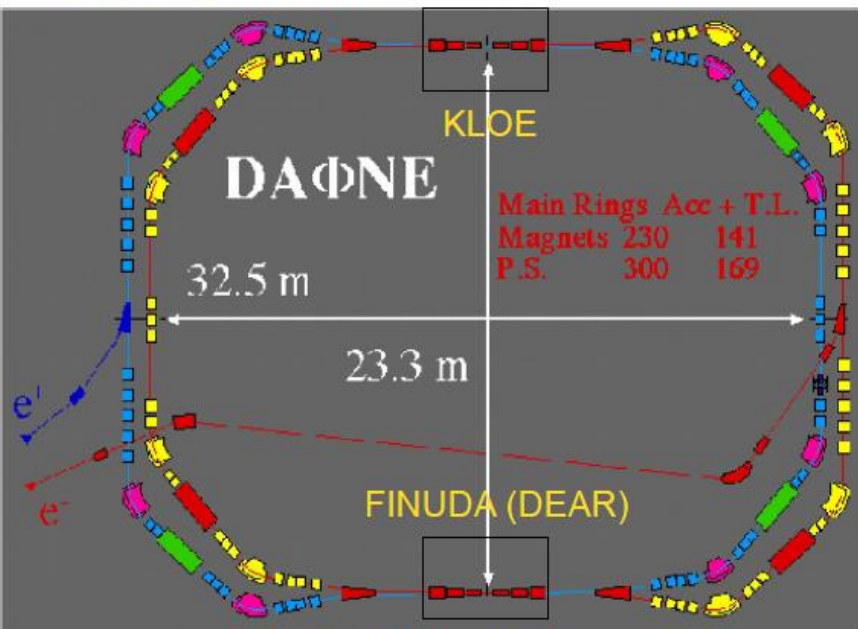 KLOE
DAΦNE
Main Rings Acc + T.L.
Magnets 230 141
P.S. 300 169
32.5 m
23.3 m
e⁺
e⁻
FINUDA (DEAR)